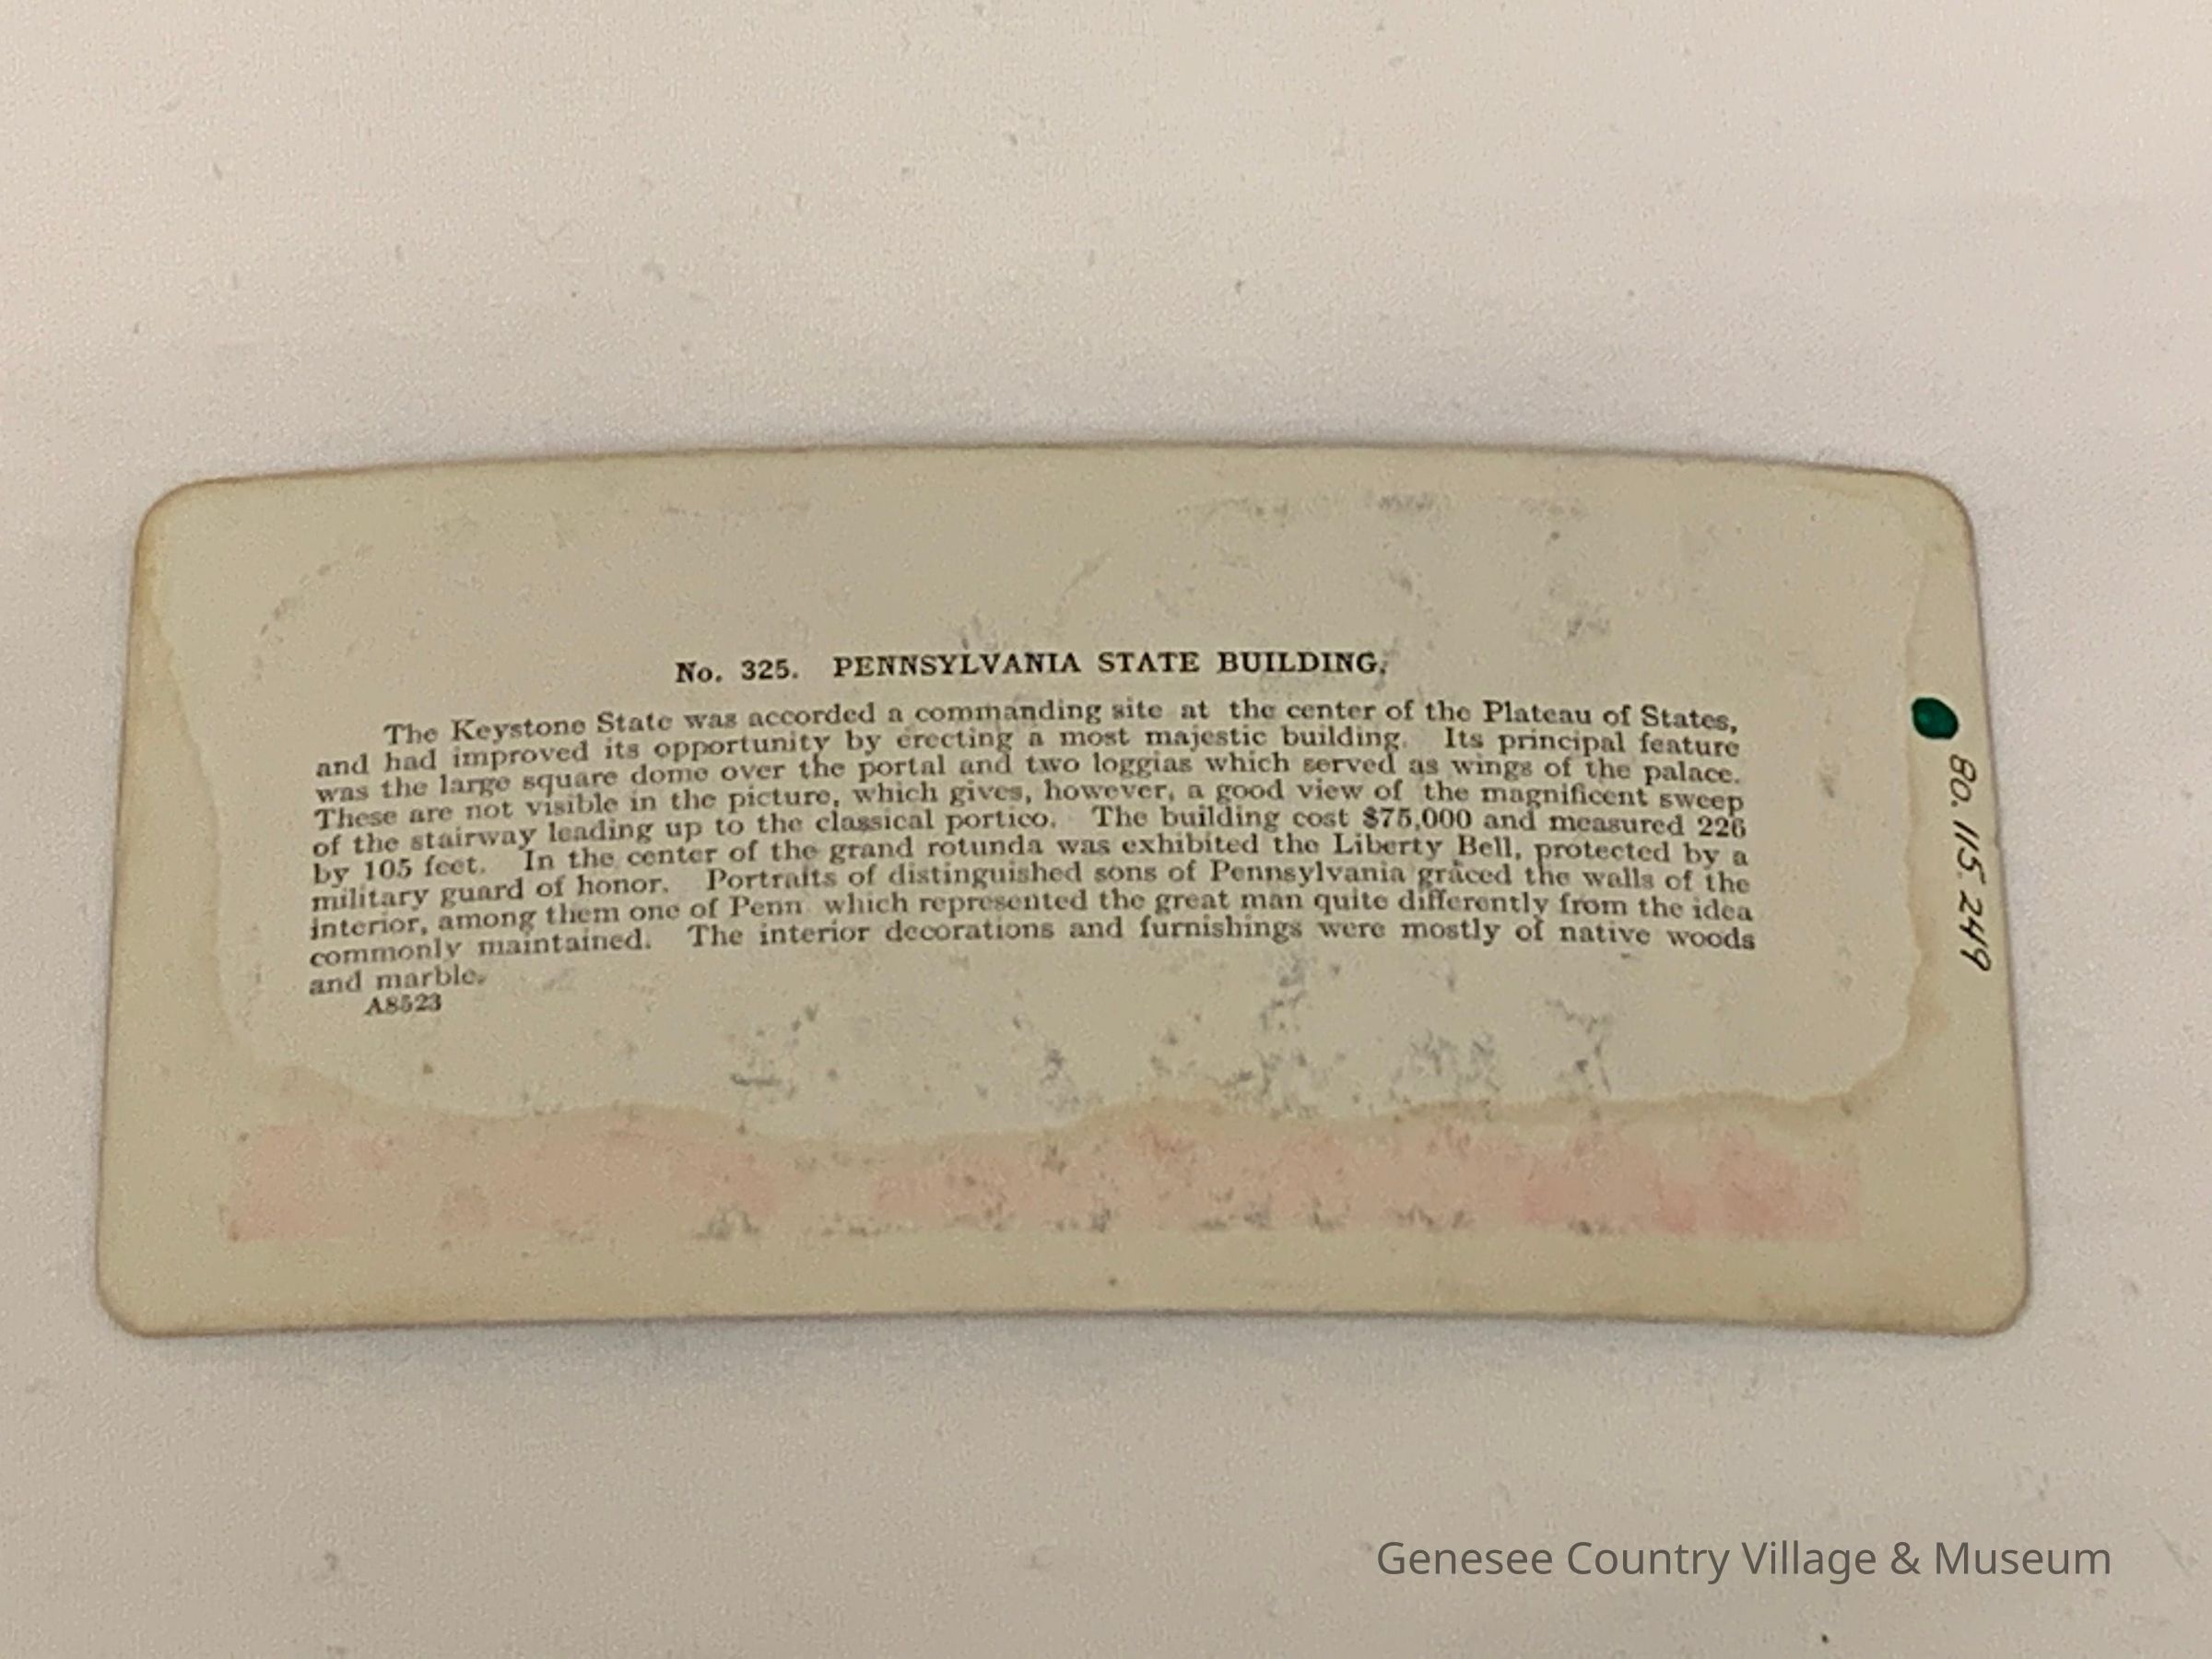 No. 325. PENNSYLVANIA STATE BUILDING.
The Keystone State was accorded a commanding site at the center of the Plateau of States,
and had improved its opportunity by erecting a most majestic building. Its principal feature
was the large square dome over the portal and two loggias which served as wings of the palace.
These are not visible in the picture, which gives, however, a good view of the magnificent sweep
of the stairway leading up to the classical portico. The building cost $75,000 and measured 226
by 105 feet. In the center of the grand rotunda was exhibited the Liberty Bell, protected by a
military guard of honor. Portraits of distinguished sons of Pennsylvania graced the walls of the
interior, among them one of Penn which represented the great man quite differently from the idea
commonly maintained. The interior decorations and furnishings were mostly of native woods
and marble.
A8523
80.115.249
Genesee Country Village & Museum